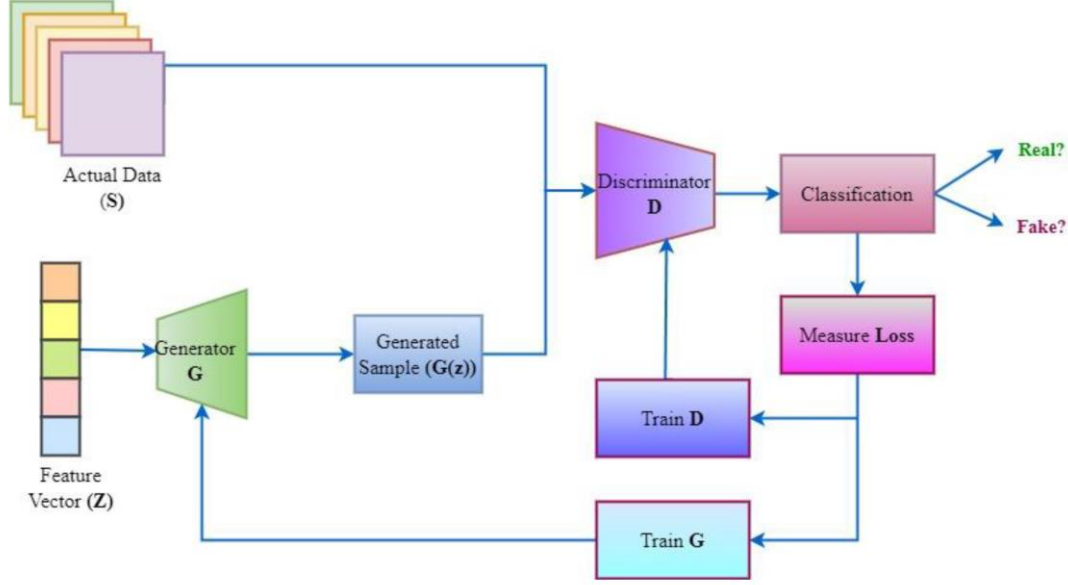 Actual Data
(S)
Discriminator
D
Classification
Real?
Fake?
Generator
G
Generated
Sample (G(z))
Measure Loss
Train D
Feature
Vector (Z)
Train G